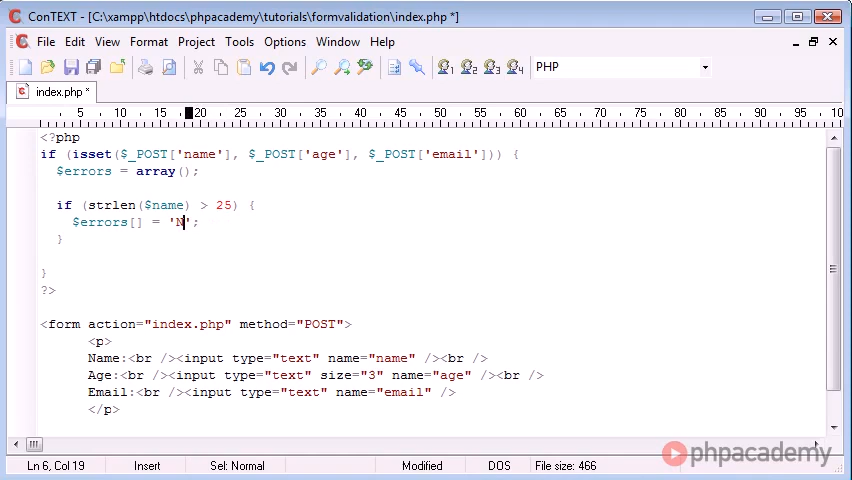 ConTEXT - [C:\xampp\htdocs\phpacademy\tutorials\formvalidation\index.php *]
File Edit View Format Project Tools Options Window Help
1 2 3 4 PHP
index.php *
5 10 15 20 25 30 35 40 45 50 55 60 65 70 75 80 85 90 95 10
<?php
if (isset($_POST['name'], $_POST['age'], $_POST['email'])) {
$errors = array();
if (strlen($name) > 25) {
$errors[] = 'N';
}
}
?>
<form action="index.php" method="POST">
<p>
Name:<br /><input type="text" name="name" /><br />
Age:<br /><input type="text" size="3" name="age" /><br />
Email:<br /><input type="text" name="email" />
</p>
phpacademy
Ln 6, Col 19 Insert Sel: Normal Modified DOS File size: 466